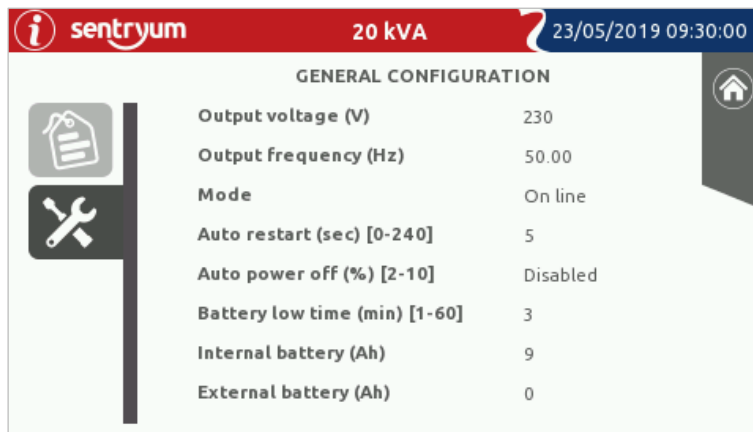 i sentryum 20 kVA 23/05/2019 09:30:00
GENERAL CONFIGURATION
Output voltage (V) 230
Output frequency (Hz) 50.00
Mode On line
Auto restart (sec) [0-240] 5
Auto power off (%) [2-10] Disabled
Battery low time (min) [1-60] 3
Internal battery (Ah) 9
External battery (Ah) 0